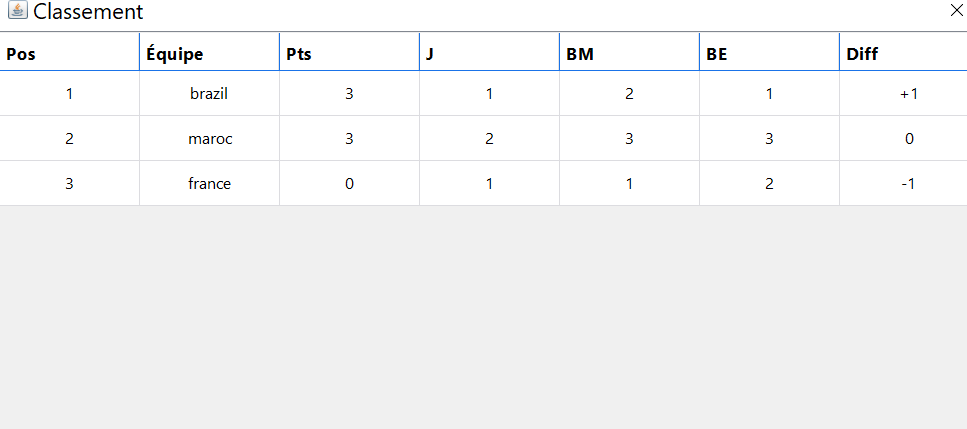 Classement
Pos Équipe Pts J BM BE Diff
1 brazil 3 1 2 1 +1
2 maroc 3 2 3 3 0
3 france 0 1 1 2 -1